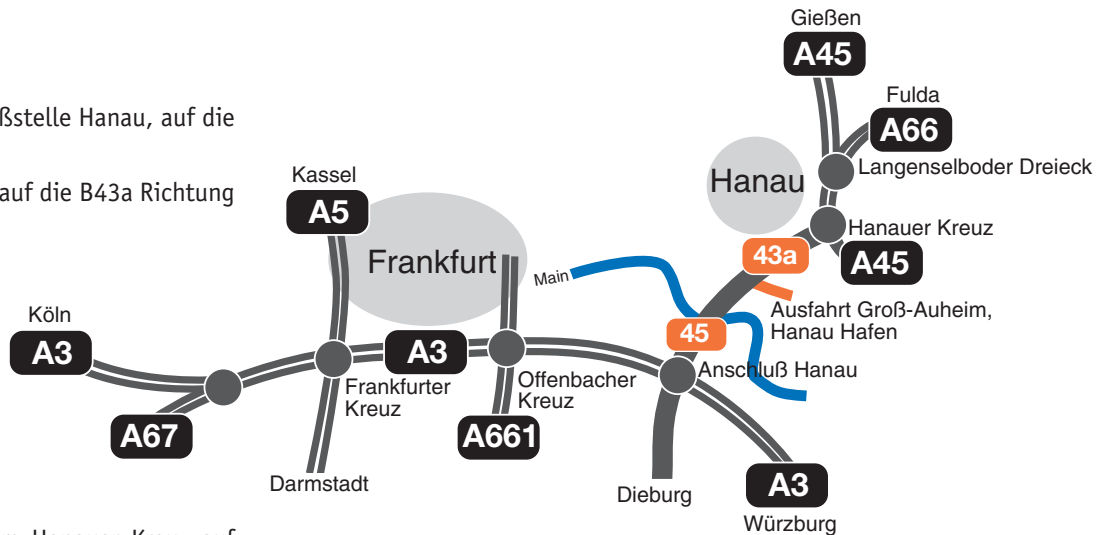 ßstelle Hanau, auf die
auf die B43a Richtung
Gießen
A45
Fulda
A66
Langenselboder Dreieck
Hanau
Hanauer Kreuz
A45
43a
Ausfahrt Groß-Auheim,
Hanau Hafen
Kassel
A5
Frankfurt
Main
45
Anschluß Hanau
Köln
A3
A3
Frankfurter
Kreuz
Offenbacher
Kreuz
A67
A661
Darmstadt
Dieburg
A3
Würzburg